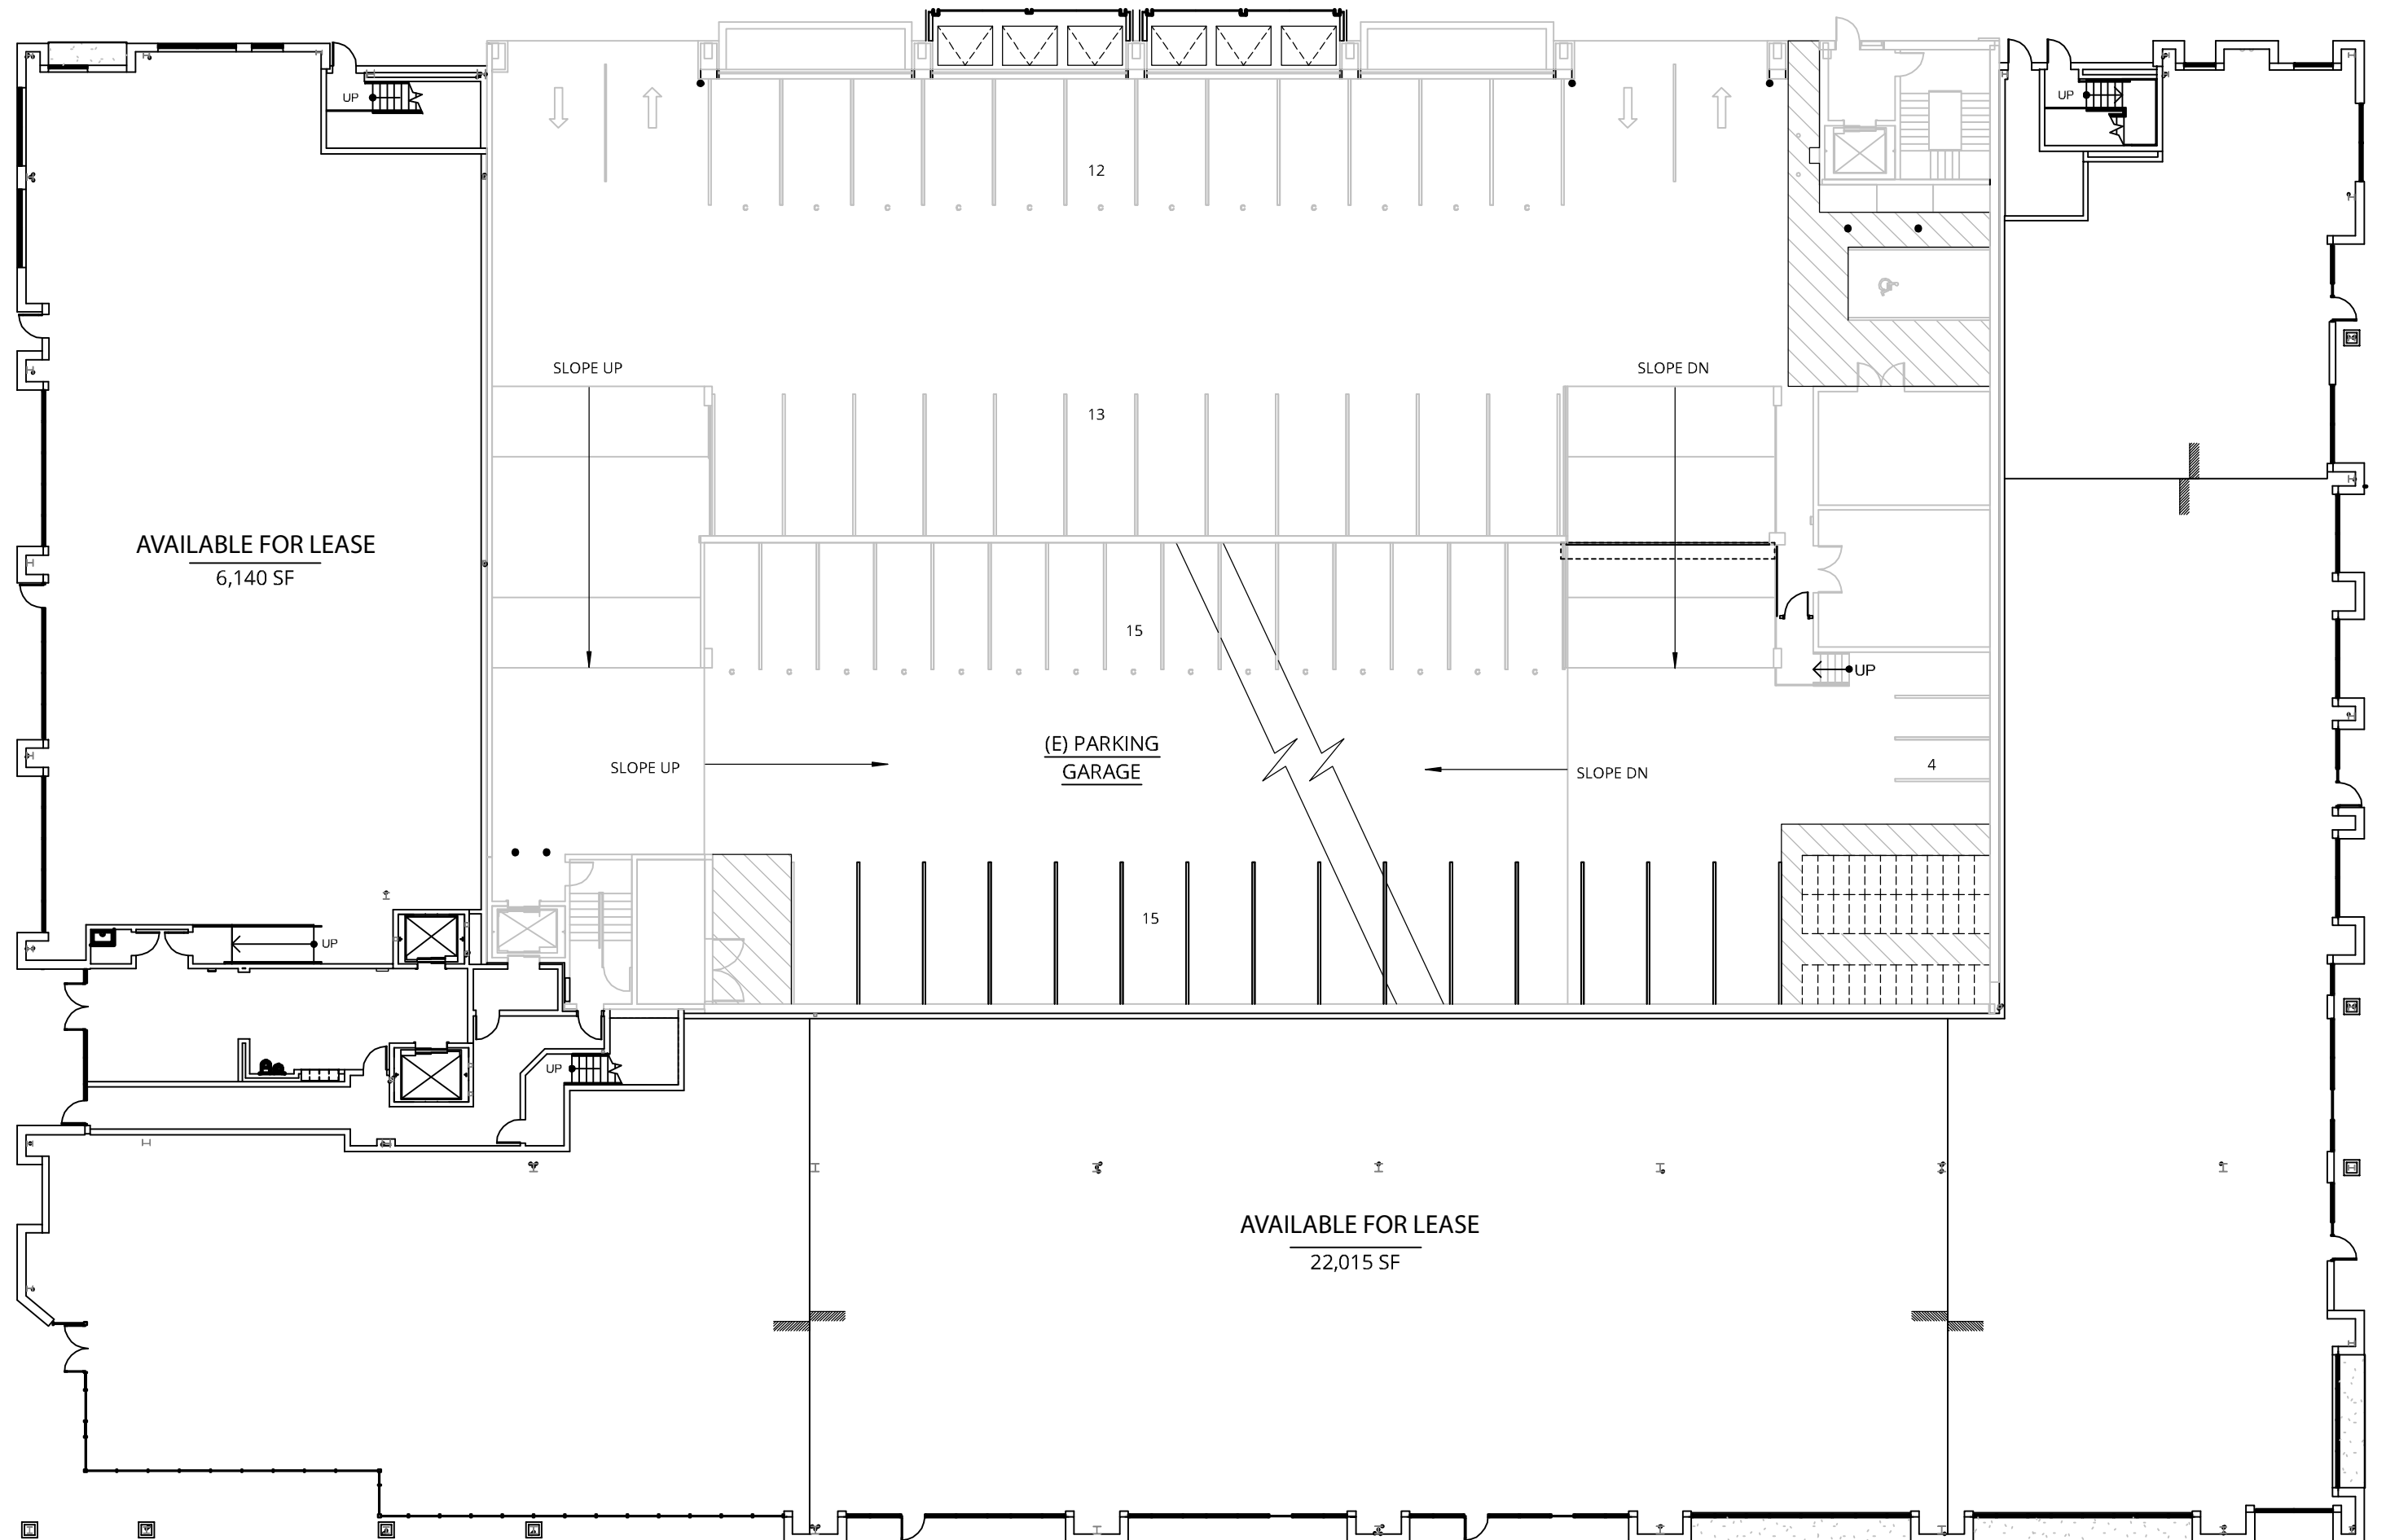 UP
UP
12
SLOPE UP
SLOPE DN
13
AVAILABLE FOR LEASE
6,140 SF
15
UP
(E) PARKING
GARAGE
SLOPE UP
SLOPE DN
4
15
UP
UP
AVAILABLE FOR LEASE
22,015 SF